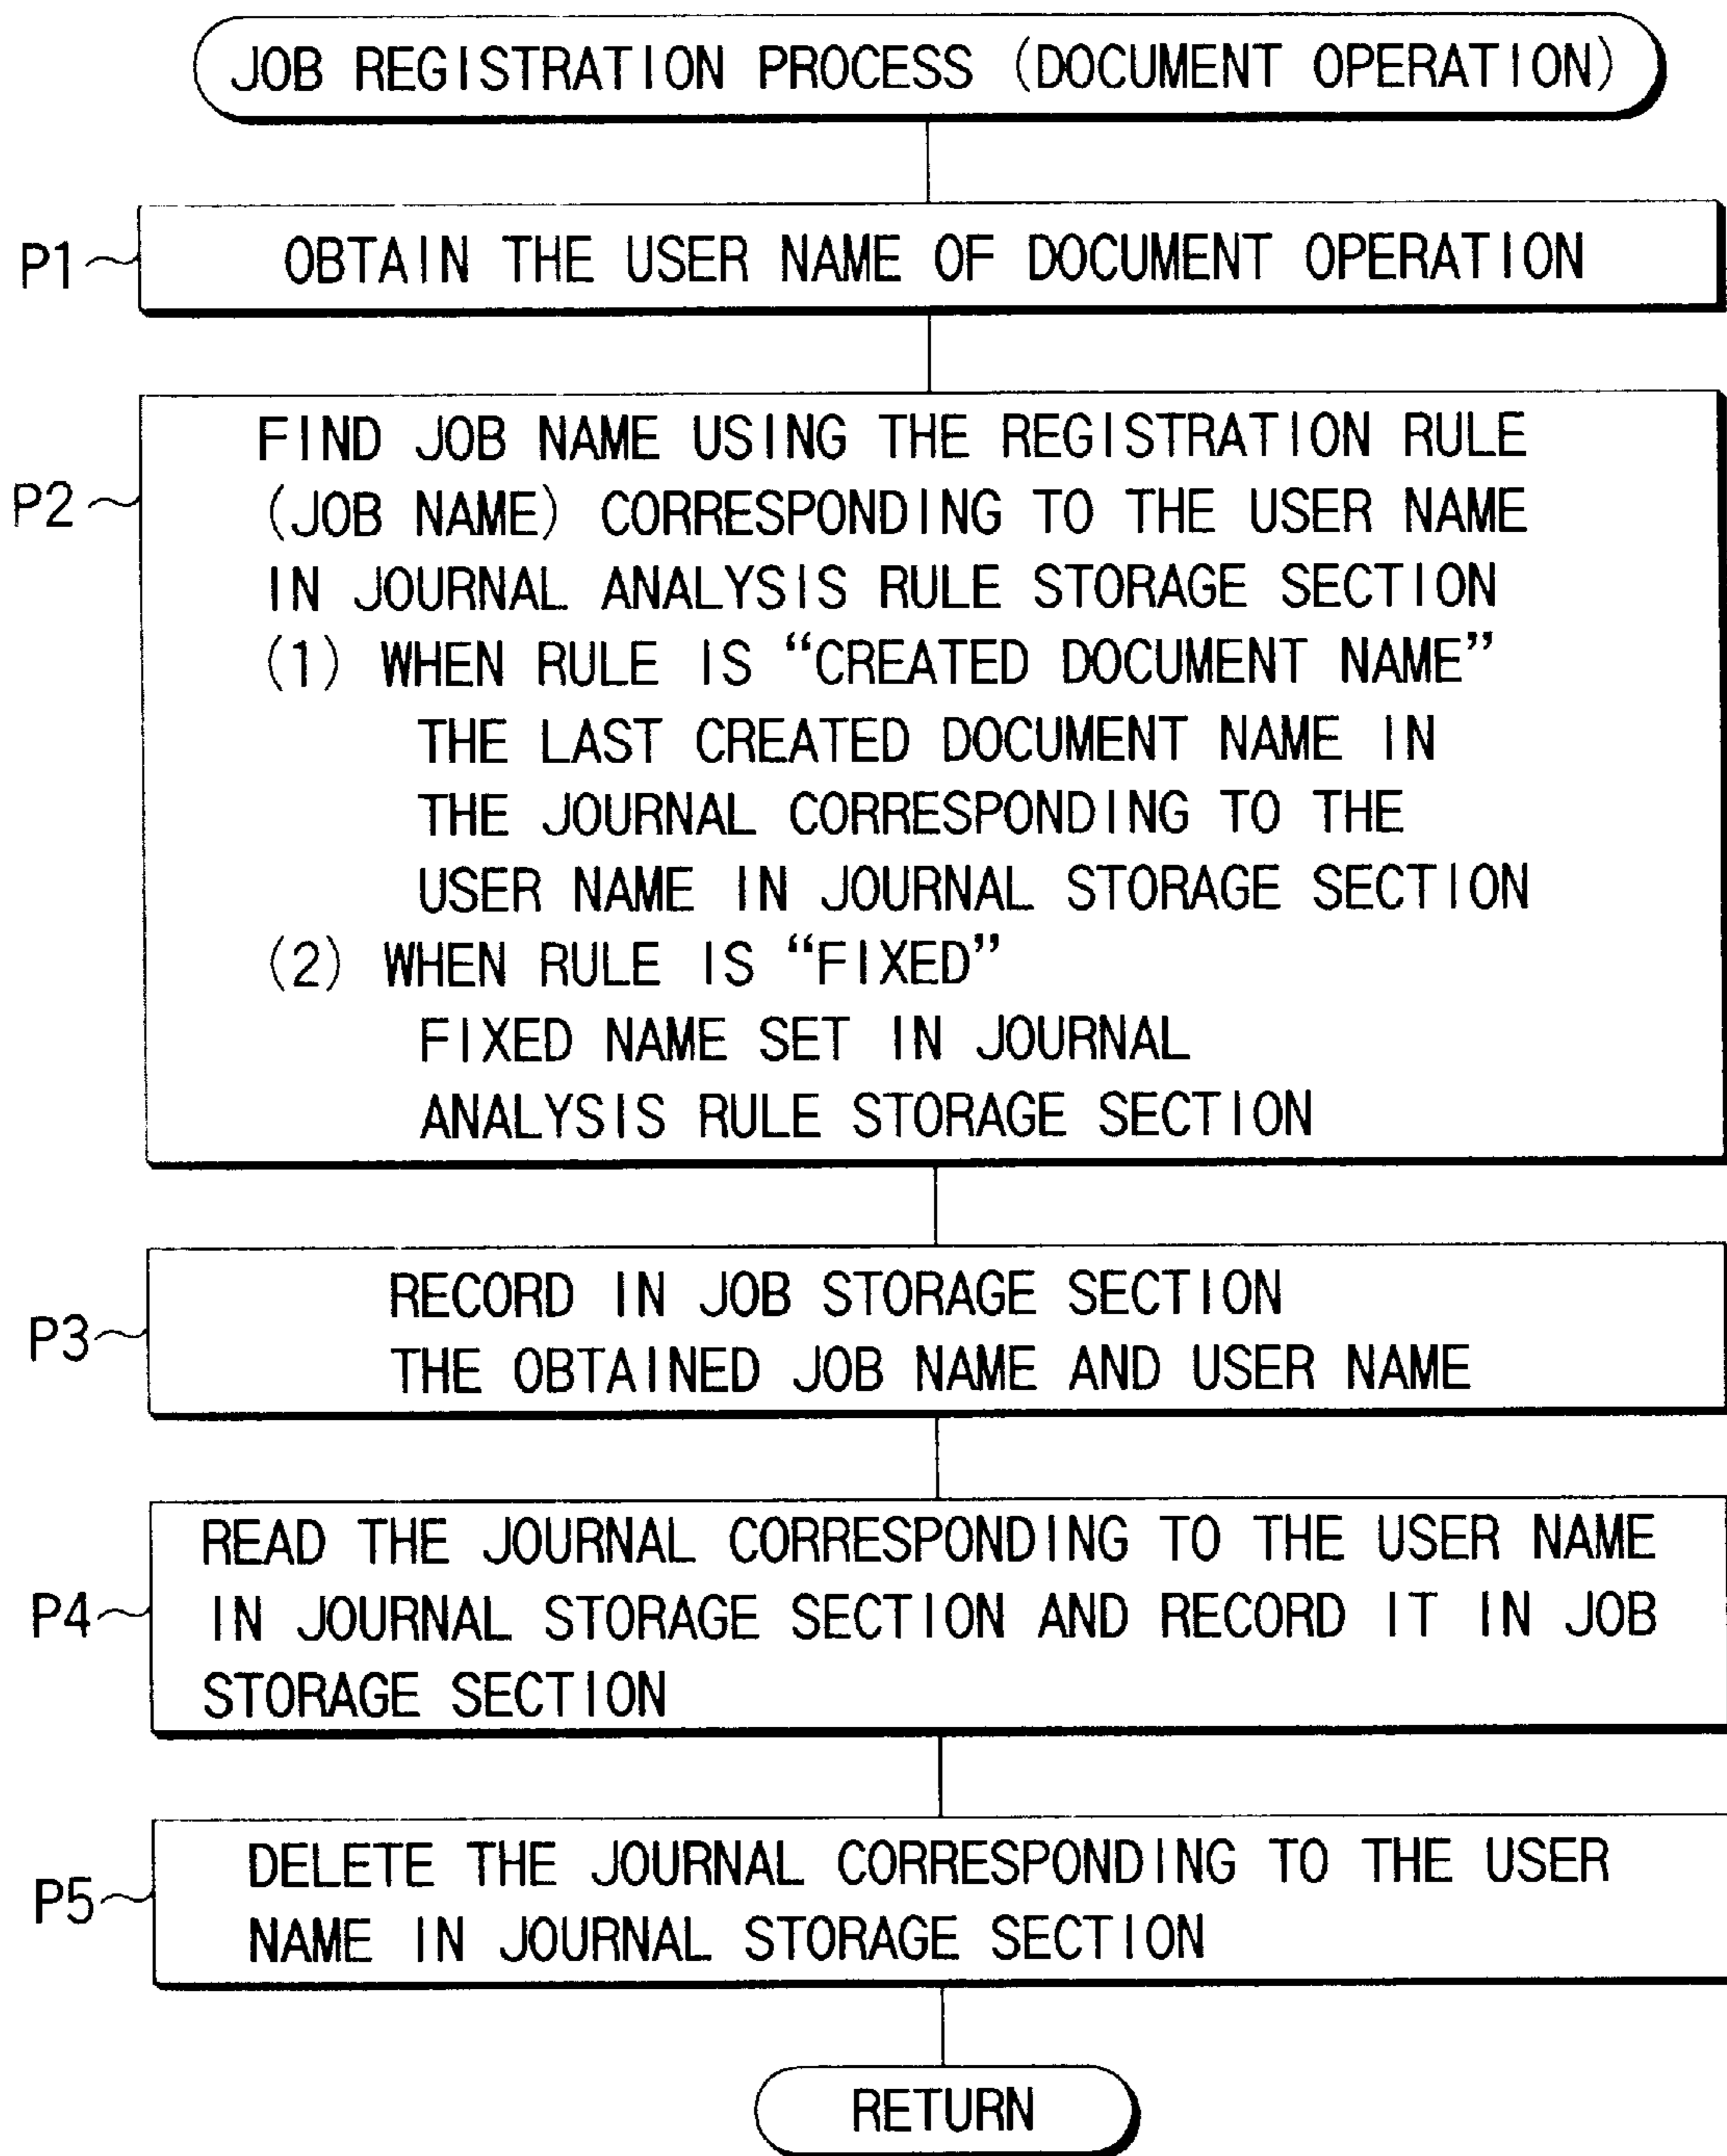 JOB REGISTRATION PROCESS (DOCUMENT OPERATION)
P1
OBTAIN THE USER NAME OF DOCUMENT OPERATION
P2
FIND JOB NAME USING THE REGISTRATION RULE
(JOB NAME) CORRESPONDING TO THE USER NAME
IN JOURNAL ANALYSIS RULE STORAGE SECTION
(1) WHEN RULE IS “CREATED DOCUMENT NAME”
THE LAST CREATED DOCUMENT NAME IN
THE JOURNAL CORRESPONDING TO THE
USER NAME IN JOURNAL STORAGE SECTION
(2) WHEN RULE IS “FIXED”
FIXED NAME SET IN JOURNAL
ANALYSIS RULE STORAGE SECTION
P3
RECORD IN JOB STORAGE SECTION
THE OBTAINED JOB NAME AND USER NAME
P4
READ THE JOURNAL CORRESPONDING TO THE USER NAME
IN JOURNAL STORAGE SECTION AND RECORD IT IN JOB
STORAGE SECTION
P5
DELETE THE JOURNAL CORRESPONDING TO THE USER
NAME IN JOURNAL STORAGE SECTION
RETURN